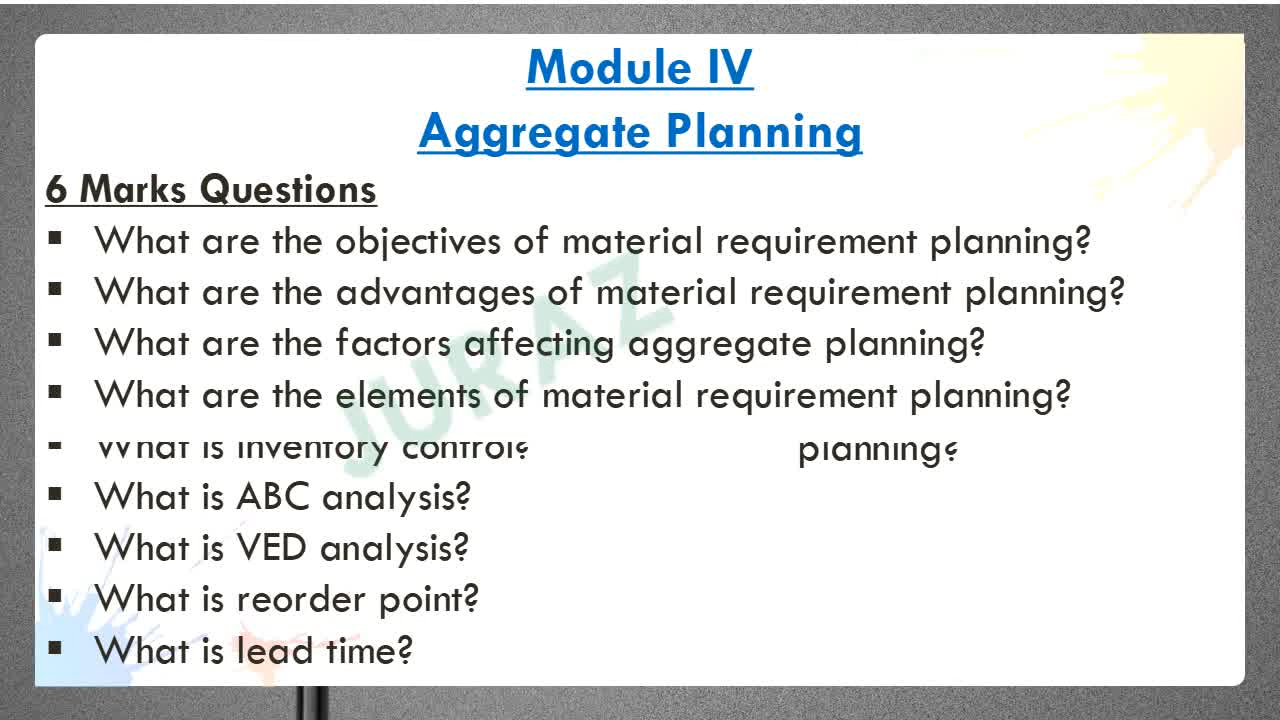 Module IV
Aggregate Planning
6 Marks Questions
▪ What are the objectives of material requirement planning?
▪ What are the advantages of material requirement planning?
▪ What are the factors affecting aggregate planning?
▪ What are the elements of material requirement planning?
▪ What is inventory control? planning?
▪ What is ABC analysis?
▪ What is VED analysis?
▪ What is reorder point?
▪ What is lead time?
JURAZ